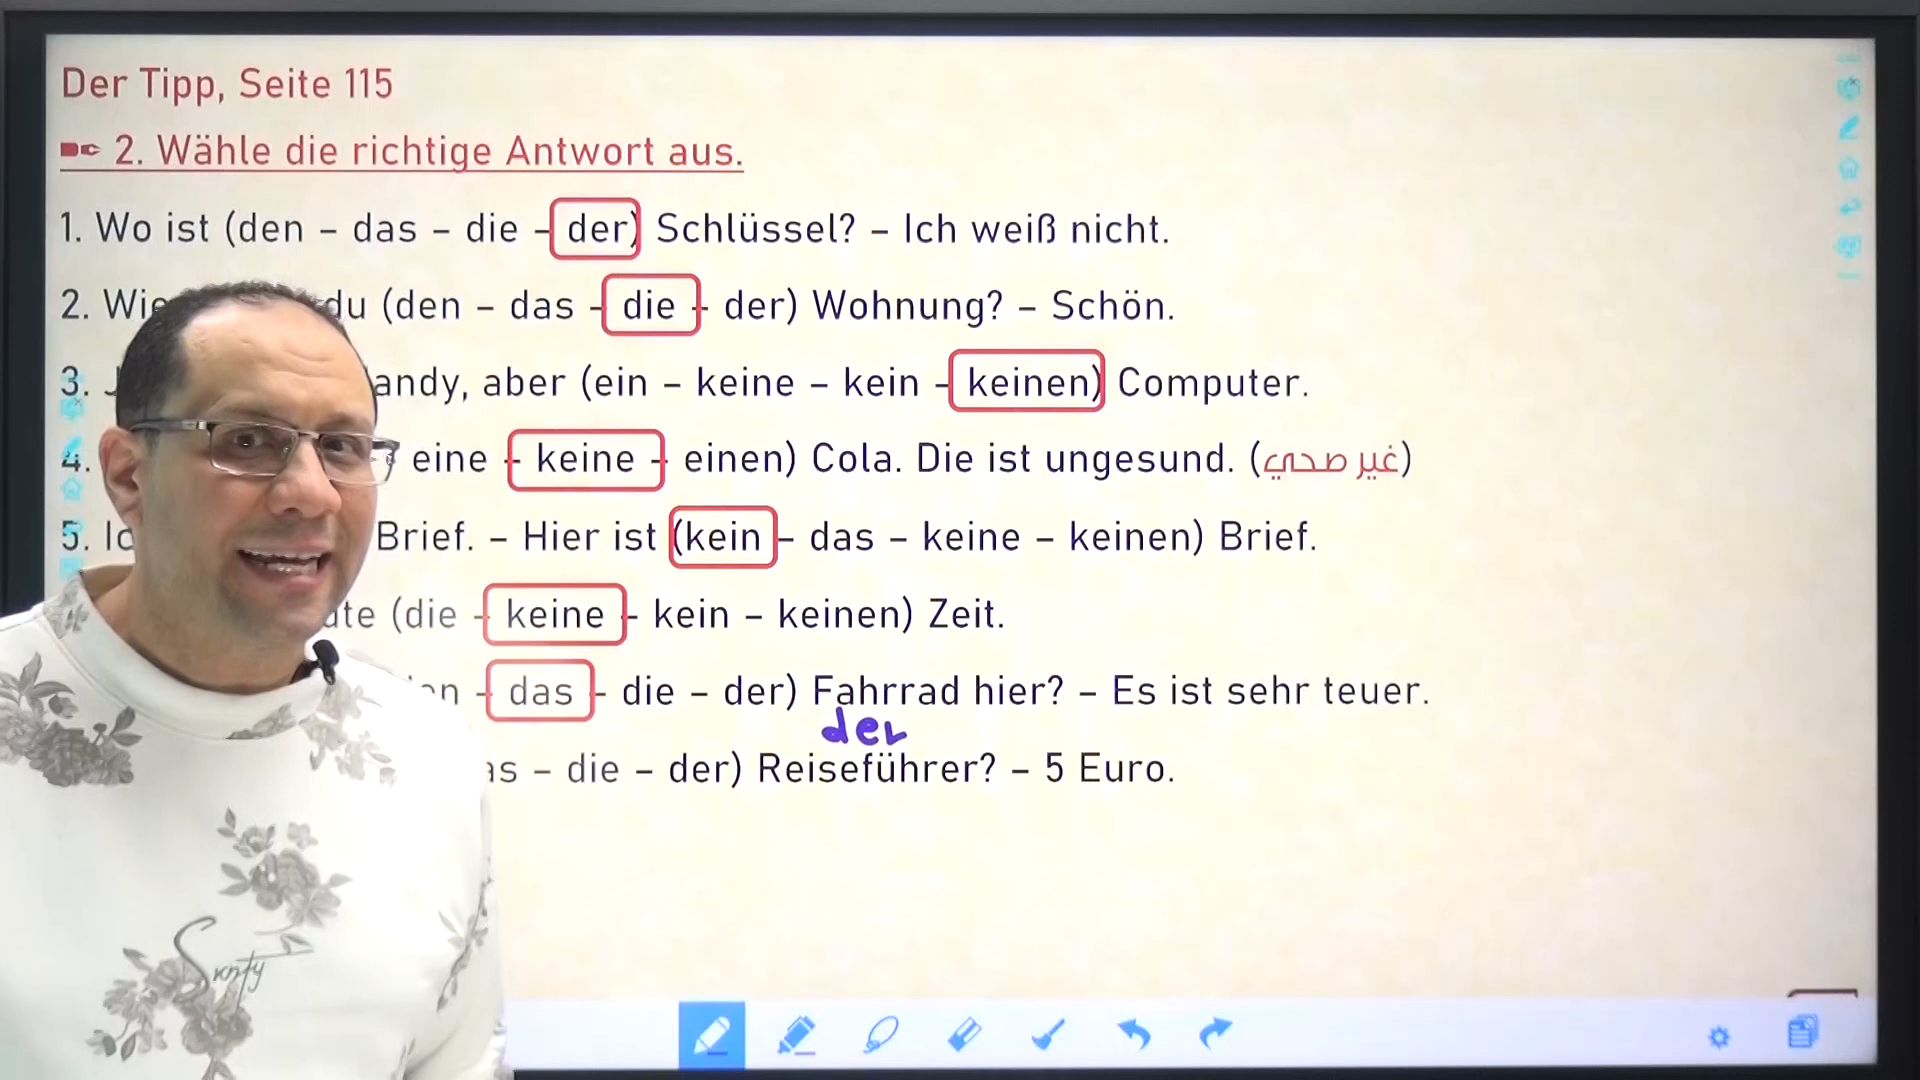 Der Tipp, Seite 115
2. Wähle die richtige Antwort aus.
1. Wo ist (den – das – die – der) Schlüssel? – Ich weiß nicht.
2. Wie du (den – das – die – der) Wohnung? – Schön.
3. andy, aber (ein – keine – kein – keinen) Computer.
4. eine – keine – einen) Cola. Die ist ungesund. (غير صحي)
5. Ic Brief. – Hier ist (kein – das – keine – keinen) Brief.
(die – keine – kein – keinen) Zeit.
– das – die – der) Fahrrad hier? – Es ist sehr teuer.
der
– die – der) Reiseführer? – 5 Euro.